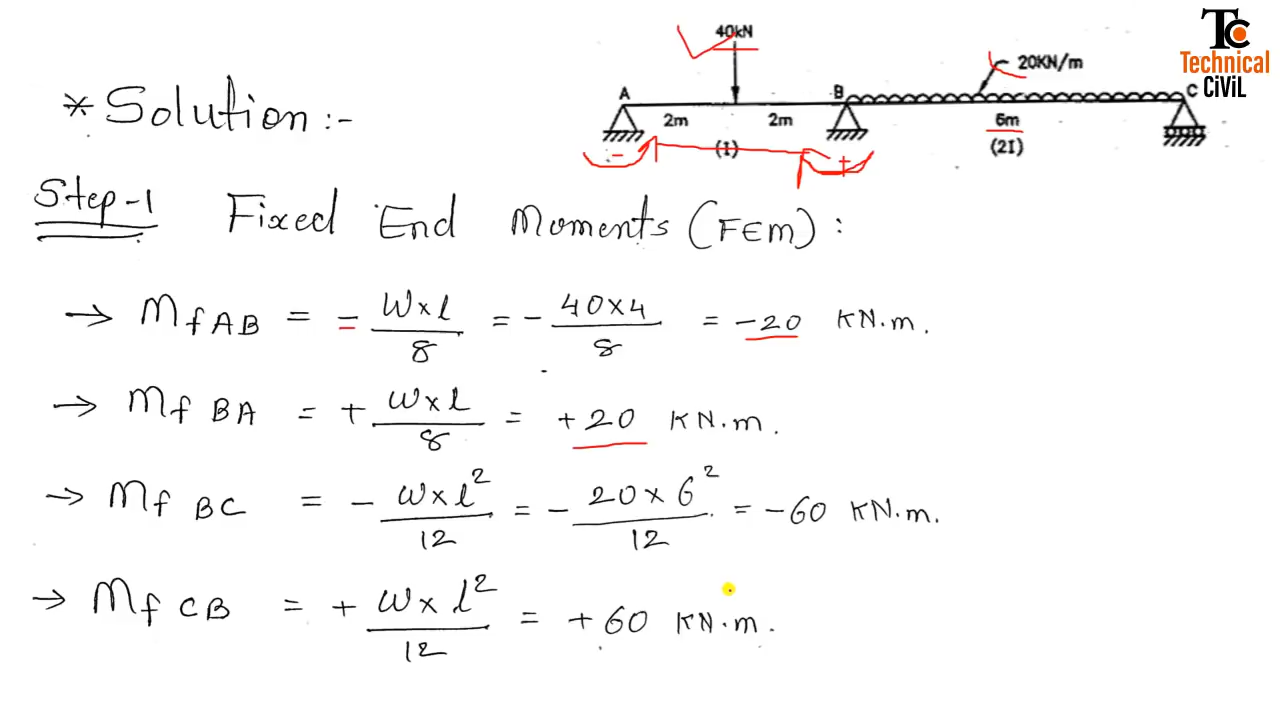 40kN
20KN/m
A
B
C
2m
2m
6m
(I)
(2I)
Tc
Technical
CiViL
* Solution :-
- +
Step-1 Fixed End Moments (FEM) :
→ MfAB = - W×l/8 = - 40×4/8 = -20 KN.m.
→ Mf BA = + W×l/8 = +20 KN.m.
→ Mf BC = - W×l²/12 = - 20×6²/12 = -60 KN.m.
→ Mf CB = + W×l²/12 = +60 KN.m.